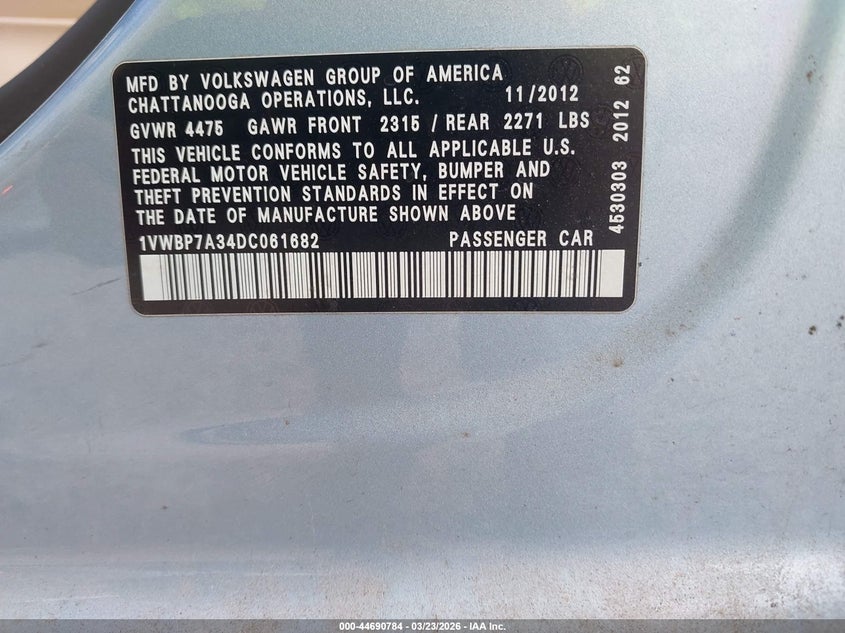 MFD BY VOLKSWAGEN GROUP OF AMERICA
CHATTANOOGA OPERATIONS, LLC. 11/2012
GVWR 4475 GAWR FRONT 2315 / REAR 2271 LBS
THIS VEHICLE CONFORMS TO ALL APPLICABLE U.S.
FEDERAL MOTOR VEHICLE SAFETY, BUMPER AND
THEFT PREVENTION STANDARDS IN EFFECT ON
THE DATE OF MANUFACTURE SHOWN ABOVE
1VWBP7A34DC061682 PASSENGER CAR
4530303 2012 62
000-44690784 — 03/23/2026 — IAA Inc.